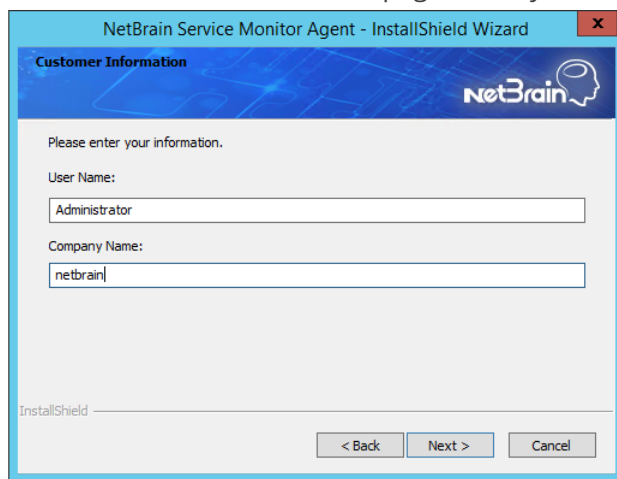 NetBrain Service Monitor Agent - InstallShield Wizard
x
Customer Information
NetBrain
Please enter your information.
User Name:
Administrator
Company Name:
netbrain
InstallShield
< Back Next > Cancel